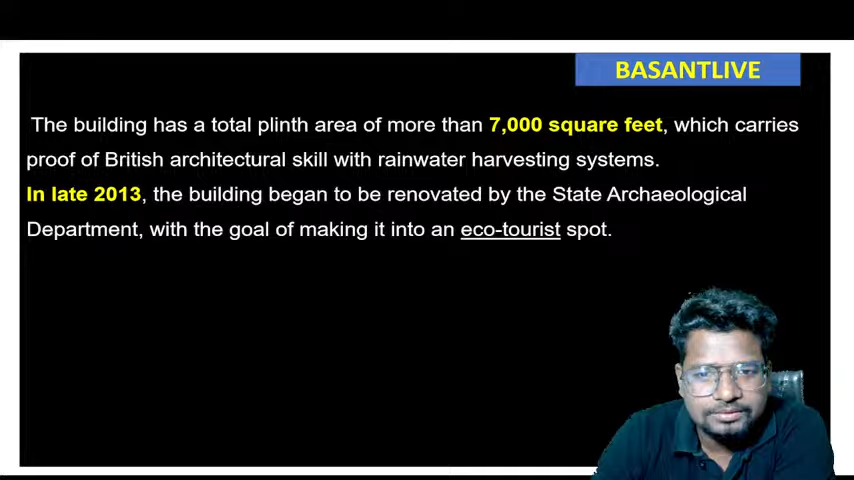 BASANTLIVE
The building has a total plinth area of more than 7,000 square feet, which carries
proof of British architectural skill with rainwater harvesting systems.
In late 2013, the building began to be renovated by the State Archaeological
Department, with the goal of making it into an eco-tourist spot.